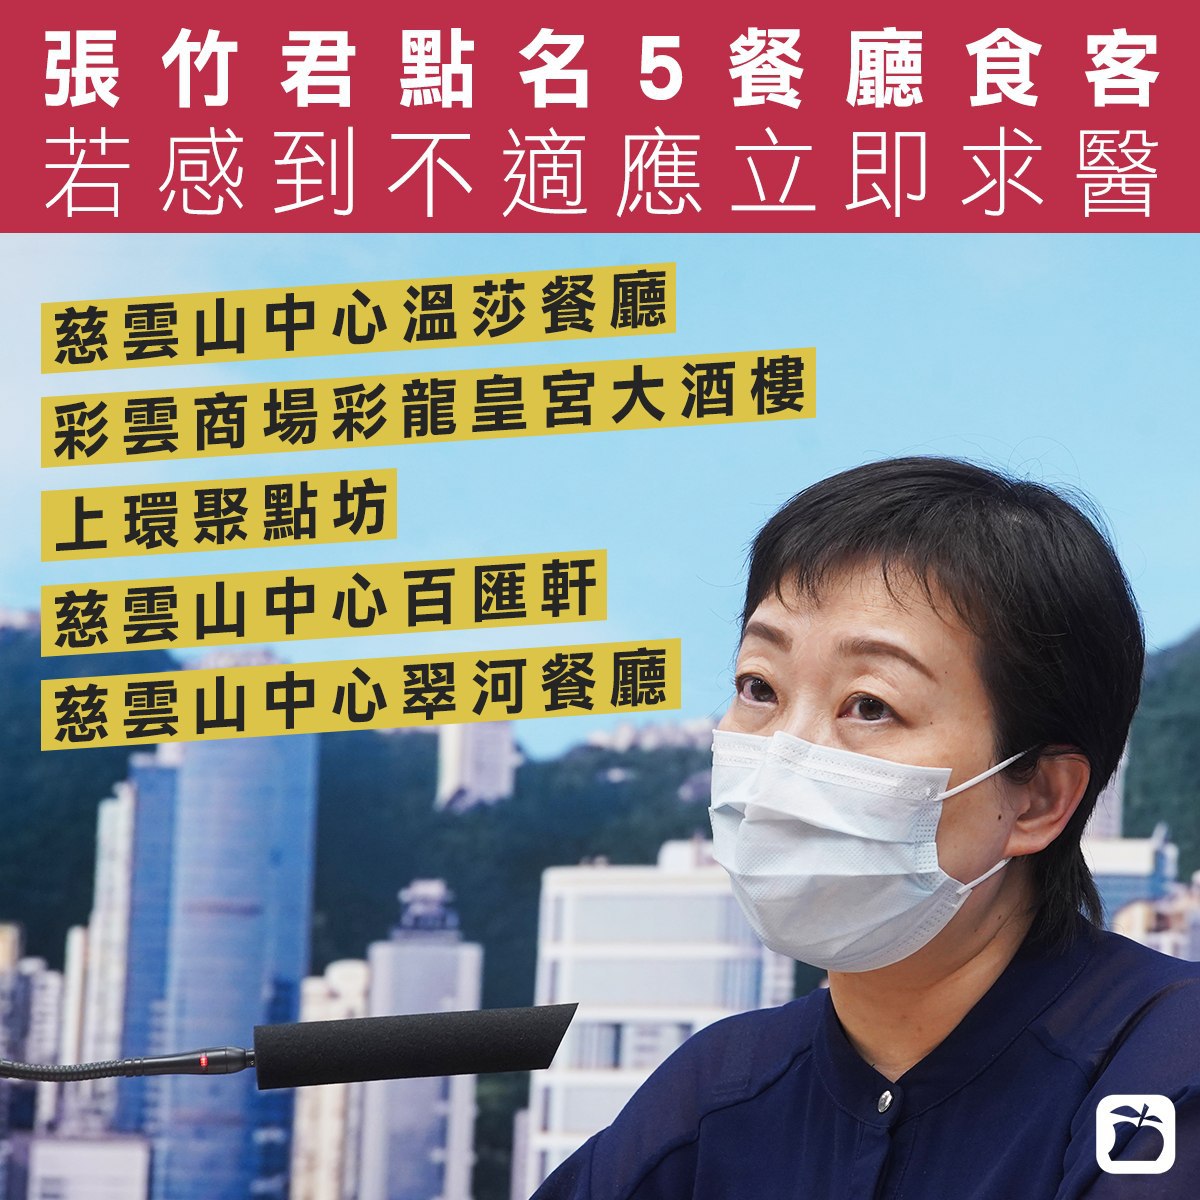 張竹君點名5餐廳食客
若感到不適應立即求醫
慈雲山中心溫莎餐廳
彩雲商場彩龍皇宮大酒樓
上環聚點坊
慈雲山中心百匯軒
慈雲山中心翠河餐廳